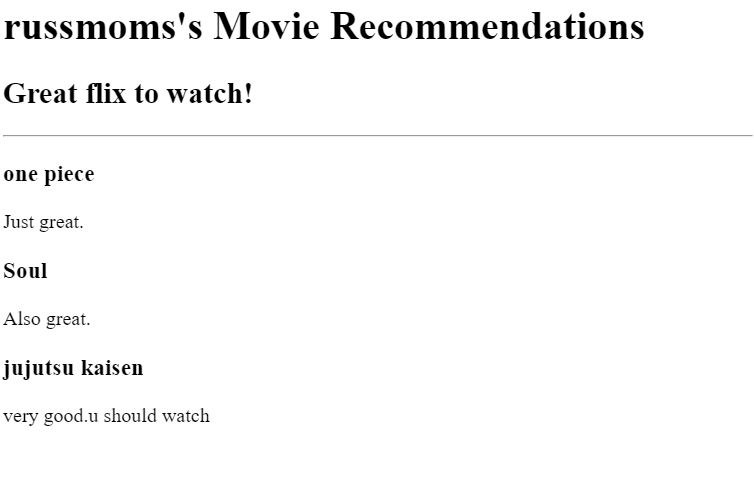 russmoms's Movie Recommendations
Great flix to watch!
one piece
Just great.
Soul
Also great.
jujutsu kaisen
very good.u should watch